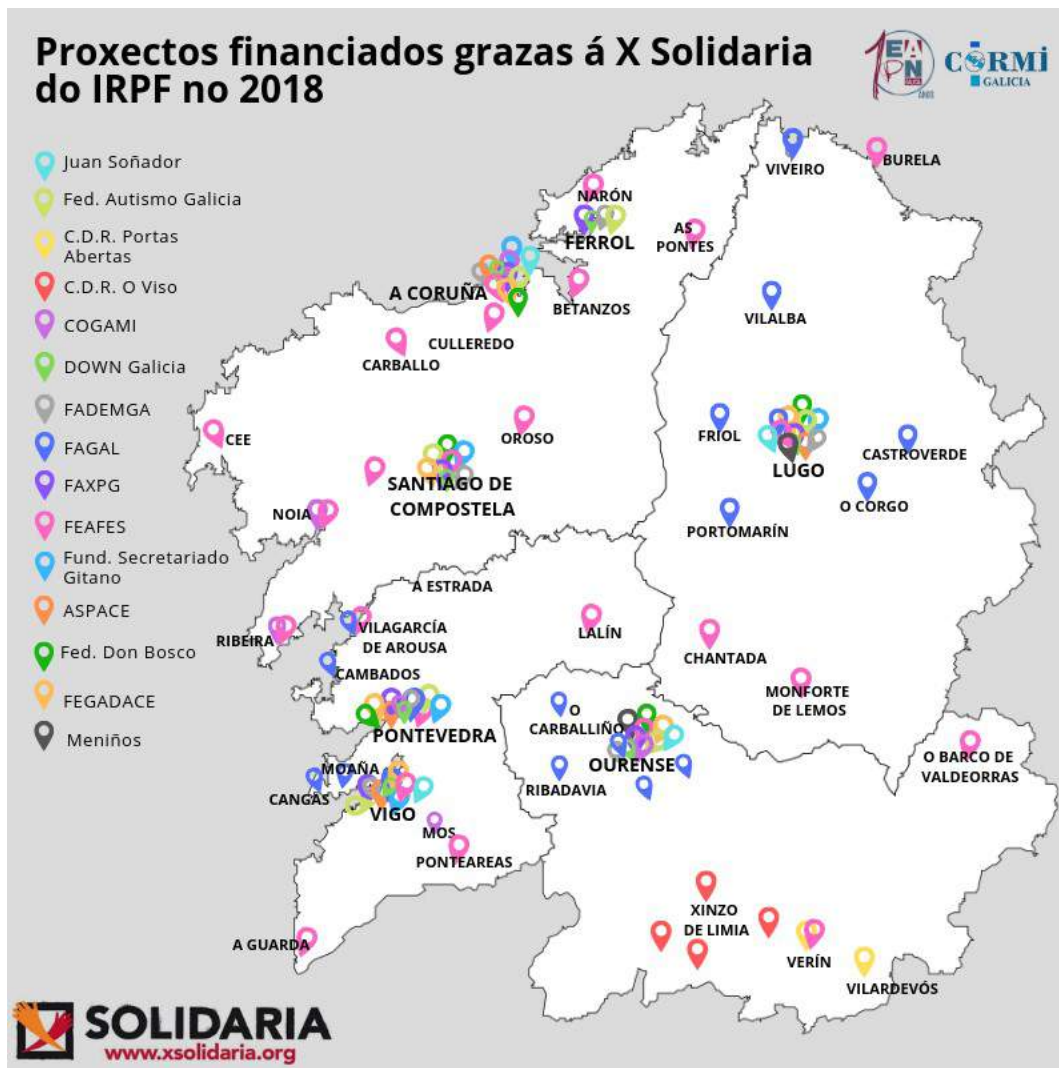 Proxectos financiados grazas á X Solidaria
do IRPF no 2018
EA
PN
CORMI
GALICIA
Juan Soñador
Fed. Autismo Galicia
C.D.R. Portas
Abertas
C.D.R. O Viso
COGAMI
DOWN Galicia
FADEMGA
FAGAL
FAXPG
FEAFES
Fund. Secretariado
Gitano
ASPACE
Fed. Don Bosco
FEGADACE
Meniños
VIVEIRO
BURELA
NARÓN
FERROL
AS
PONTES
A CORUÑA
BETANZOS
VILALBA
CULLEREDO
CARBALLO
CEE
OROSO
FRIOL
LUGO
CASTROVERDE
SANTIAGO DE
COMPOSTELA
O CORGO
NOIA
PORTOMARÍN
A ESTRADA
RIBEIRA
VILAGARCÍA
DE AROUSA
LALÍN
CHANTADA
CAMBADOS
MONFORTE
DE LEMOS
O
CARBALLIÑO
PONTEVEDRA
OURENSE
O BARCO DE
VALDEORRAS
MOAÑA
CANGAS
RIBADAVIA
VIGO
MOS
PONTEAREAS
XINZO
DE LIMIA
A GUARDA
VERÍN
VILARDEVÓS
SOLIDARIA
www.xsolidaria.org